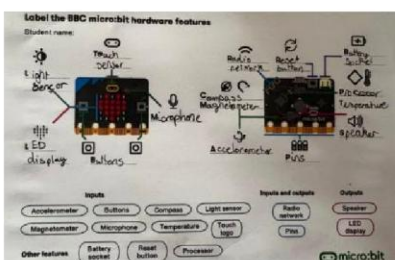 Label the BBC micro:bit hardware features
Student name:
Touch
sensor
Light
Sensor
Microphone
LED
display
Buttons
Radio
network
Reset
button
Battery
Socket
Compass
Magnetometer
Processor
Temperature
Speaker
Accelerometer
Pins
Inputs
Inputs and outputs
Outputs
Accelerometer
Buttons
Compass
Light sensor
Radio
network
Speaker
Magnetometer
Microphone
Temperature
Touch
logo
Pins
LED
display
Other features
Battery
socket
Reset
button
Processor
micro:bit